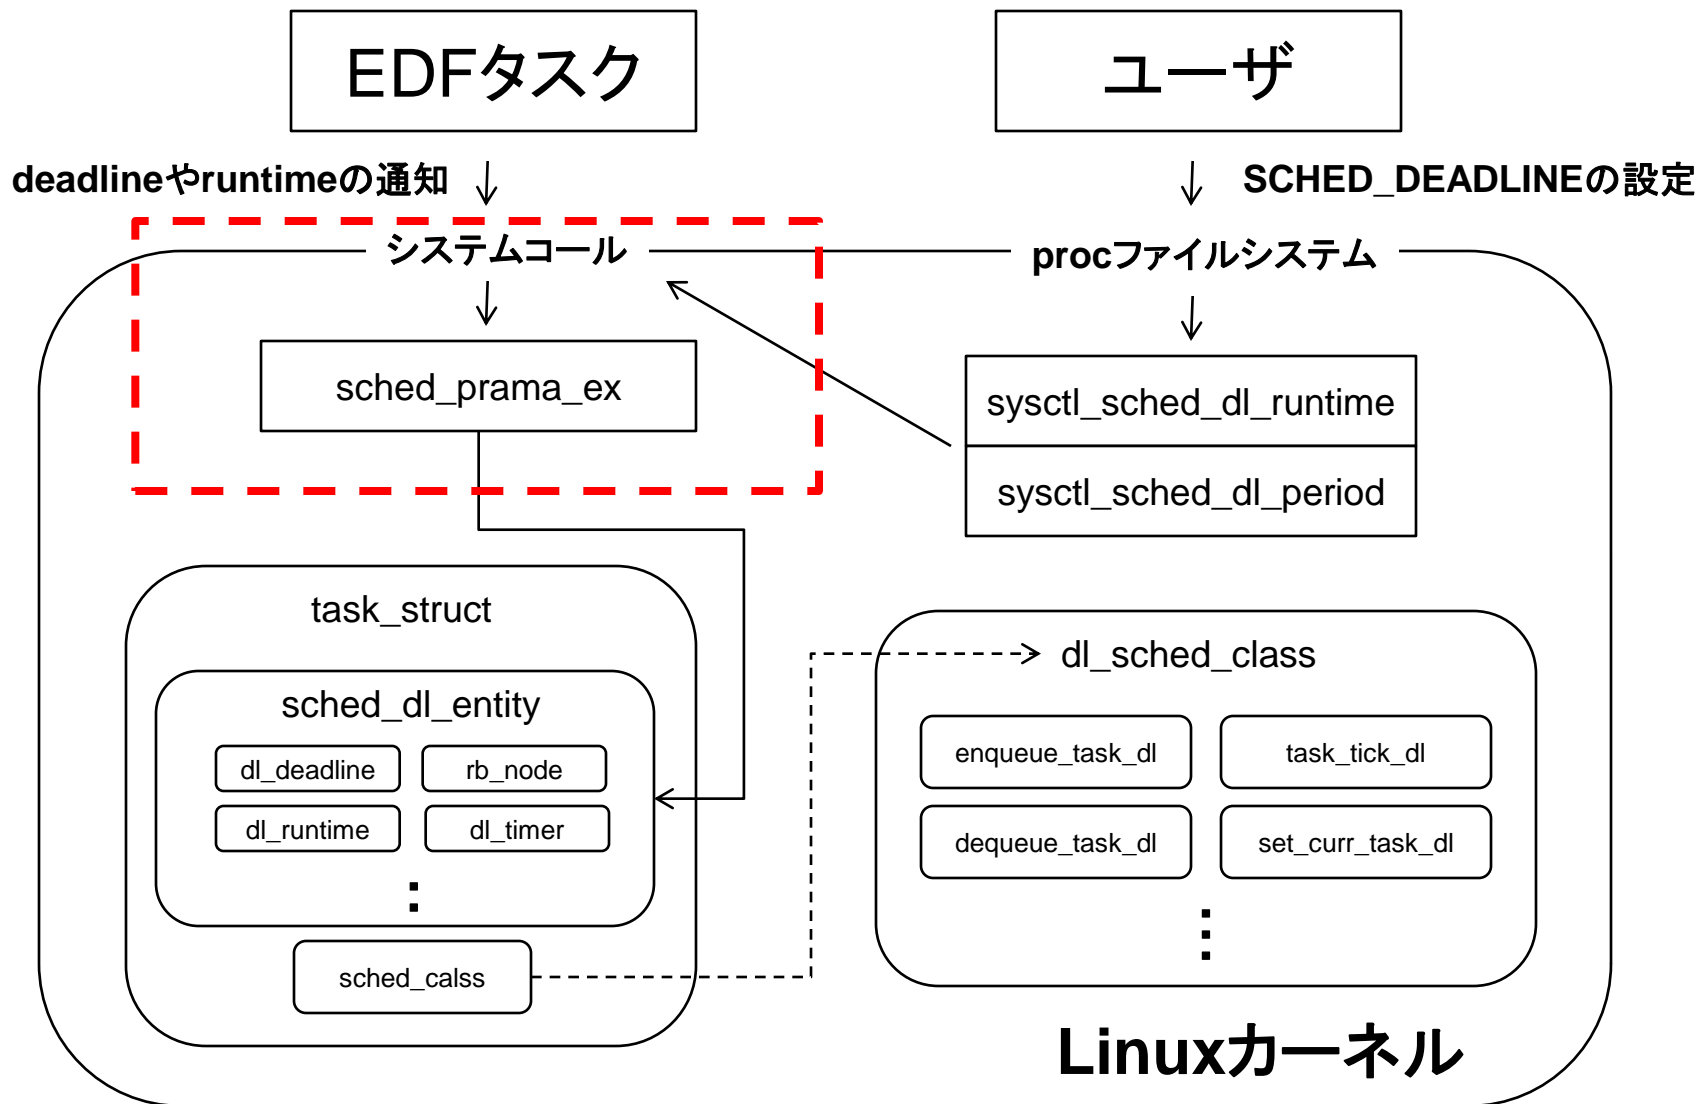 EDFタスク
ユーザ
deadlineやruntimeの通知
SCHED_DEADLINEの設定
システムコール
procファイルシステム
sched_prama_ex
sysctl_sched_dl_runtime
sysctl_sched_dl_period
task_struct
sched_dl_entity
dl_deadline
rb_node
dl_runtime
dl_timer
⋮
sched_calss
dl_sched_class
enqueue_task_dl
task_tick_dl
dequeue_task_dl
set_curr_task_dl
⋮
Linuxカーネル